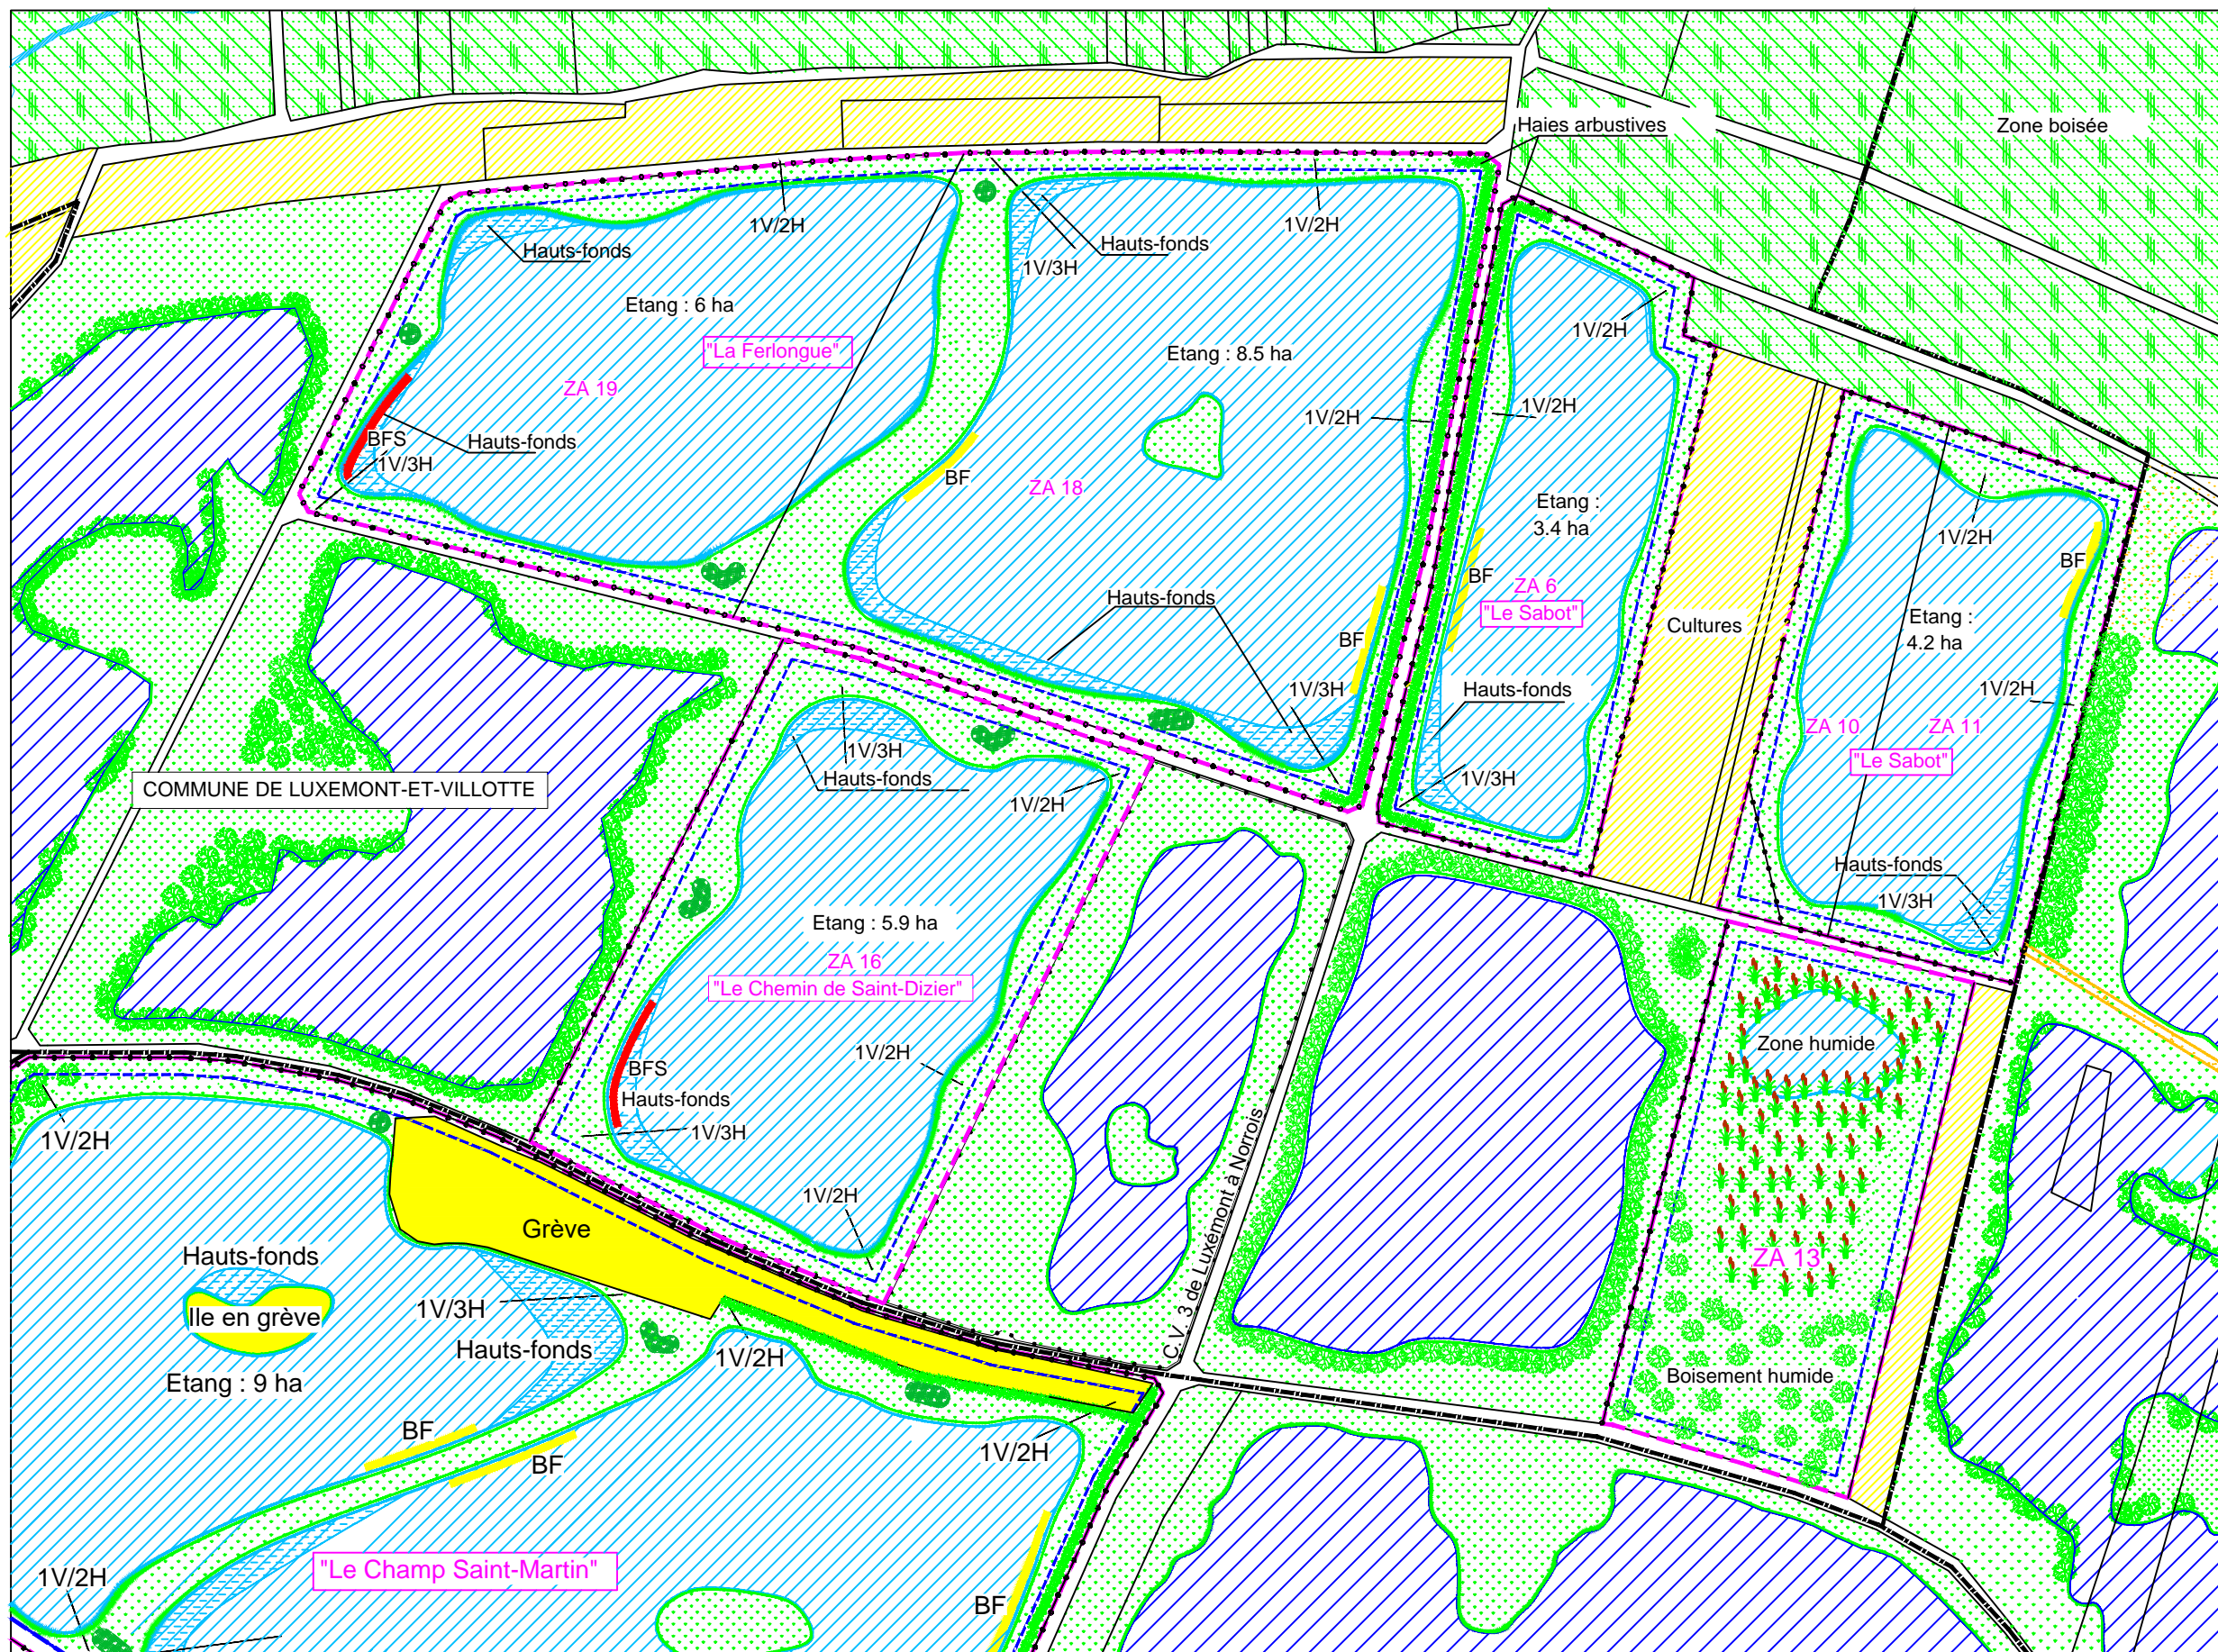 Haies arbustives
Zone boisée
1V/2H
1V/2H
Hauts-fonds
Hauts-fonds
1V/3H
Etang : 6 ha
"La Ferlongue"
ZA 19
Etang : 8.5 ha
1V/2H
1V/2H
1V/2H
BFS
Hauts-fonds
1V/3H
BF
ZA 18
Etang :
3.4 ha
1V/2H
BF
BF
ZA 6
"Le Sabot"
Hauts-fonds
Cultures
Etang :
4.2 ha
BF
1V/3H
Hauts-fonds
1V/2H
ZA 10
ZA 11
"Le Sabot"
1V/3H
Hauts-fonds
1V/3H
1V/2H
COMMUNE DE LUXEMONT-ET-VILLOTTE
Hauts-fonds
1V/3H
Etang : 5.9 ha
ZA 16
"Le Chemin de Saint-Dizier"
1V/2H
Zone humide
BFS
Hauts-fonds
1V/3H
1V/2H
1V/2H
C.V. 3 de Luxémont à Norrois
Grève
Hauts-fonds
ZA 13
Ile en grève
1V/3H
Hauts-fonds
1V/2H
Etang : 9 ha
Boisement humide
BF
BF
1V/2H
"Le Champ Saint-Martin"
1V/2H
BF